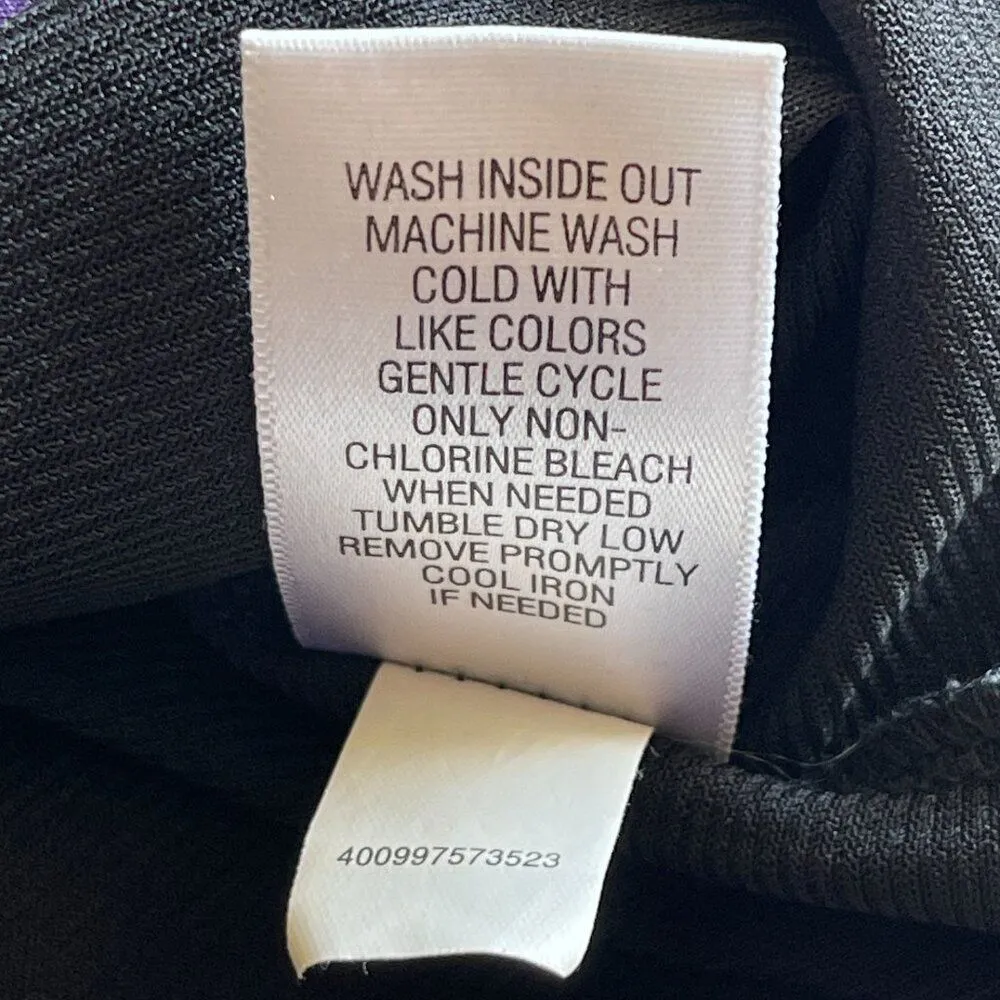 WASH INSIDE OUT
MACHINE WASH
COLD WITH
LIKE COLORS
GENTLE CYCLE
ONLY NON-
CHLORINE BLEACH
WHEN NEEDED
TUMBLE DRY LOW
REMOVE PROMPTLY
COOL IRON
IF NEEDED
400997573523